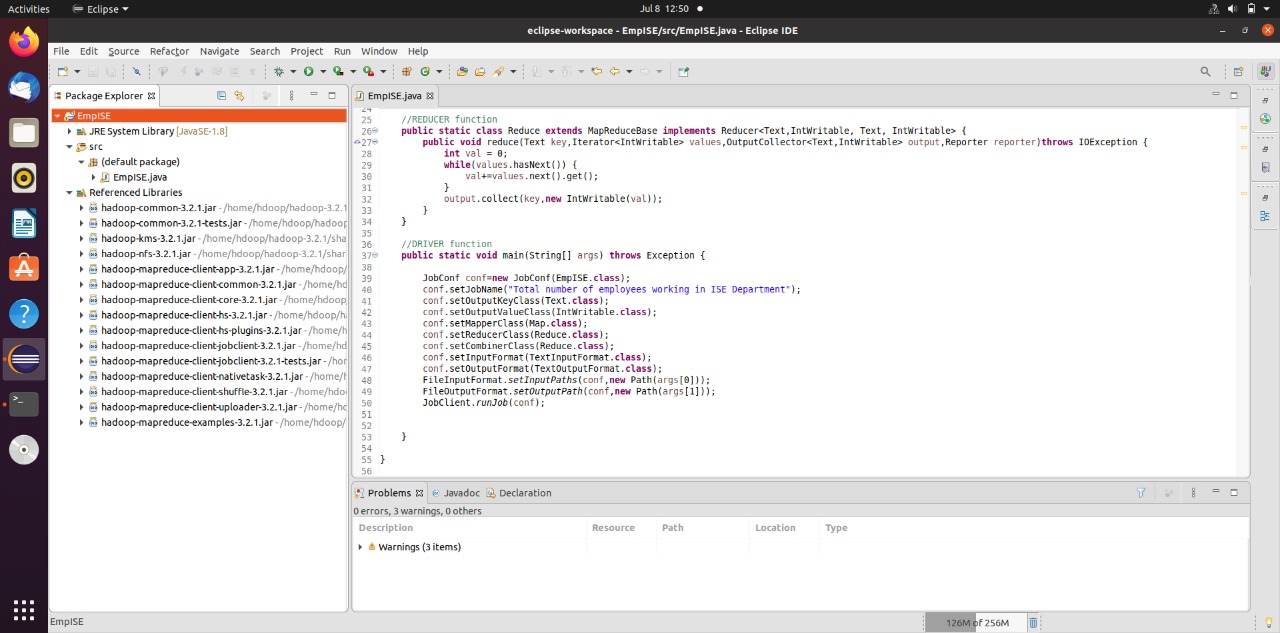 Activities Eclipse Jul 8 12:50
eclipse-workspace - EmpISE/src/EmpISE.java - Eclipse IDE
File Edit Source Refactor Navigate Search Project Run Window Help
Package Explorer
EmpISE
JRE System Library [JavaSE-1.8]
src
(default package)
EmpISE.java
Referenced Libraries
hadoop-common-3.2.1.jar - /home/hdoop/hadoop-3.2.1
hadoop-common-3.2.1-tests.jar - /home/hdoop/hadoop
hadoop-kms-3.2.1.jar - /home/hdoop/hadoop-3.2.1/sha
hadoop-nfs-3.2.1.jar - /home/hdoop/hadoop-3.2.1/shar
hadoop-mapreduce-client-app-3.2.1.jar - /home/hdoop/
hadoop-mapreduce-client-common-3.2.1.jar - /home/hd
hadoop-mapreduce-client-core-3.2.1.jar - /home/hdoop/
hadoop-mapreduce-client-hs-3.2.1.jar - /home/hdoop/h
hadoop-mapreduce-client-hs-plugins-3.2.1.jar - /home/h
hadoop-mapreduce-client-jobclient-3.2.1.jar - /home/hd
hadoop-mapreduce-client-jobclient-3.2.1-tests.jar - /hor
hadoop-mapreduce-client-nativetask-3.2.1.jar - /home/h
hadoop-mapreduce-client-shuffle-3.2.1.jar - /home/hdo
hadoop-mapreduce-client-uploader-3.2.1.jar - /home/hc
hadoop-mapreduce-examples-3.2.1.jar - /home/hdoop/
EmpISE.java
24
25 //REDUCER function
26 public static class Reduce extends MapReduceBase implements Reducer<Text,IntWritable, Text, IntWritable> {
27 public void reduce(Text key,Iterator<IntWritable> values,OutputCollector<Text,IntWritable> output,Reporter reporter)throws IOException {
28 int val = 0;
29 while(values.hasNext()) {
30 val+=values.next().get();
31 }
32 output.collect(key,new IntWritable(val));
33 }
34 }
35
36 //DRIVER function
37 public static void main(String[] args) throws Exception {
38
39 JobConf conf=new JobConf(EmpISE.class);
40 conf.setJobName("Total number of employees working in ISE Department");
41 conf.setOutputKeyClass(Text.class);
42 conf.setOutputValueClass(IntWritable.class);
43 conf.setMapperClass(Map.class);
44 conf.setReducerClass(Reduce.class);
45 conf.setCombinerClass(Reduce.class);
46 conf.setInputFormat(TextInputFormat.class);
47 conf.setOutputFormat(TextOutputFormat.class);
48 FileInputFormat.setInputPaths(conf,new Path(args[0]));
49 FileOutputFormat.setOutputPath(conf,new Path(args[1]));
50 JobClient.runJob(conf);
51
52
53 }
54
55 }
56
Problems Javadoc Declaration
0 errors, 3 warnings, 0 others
Description Resource Path Location Type
Warnings (3 items)
EmpISE 126M of 256M